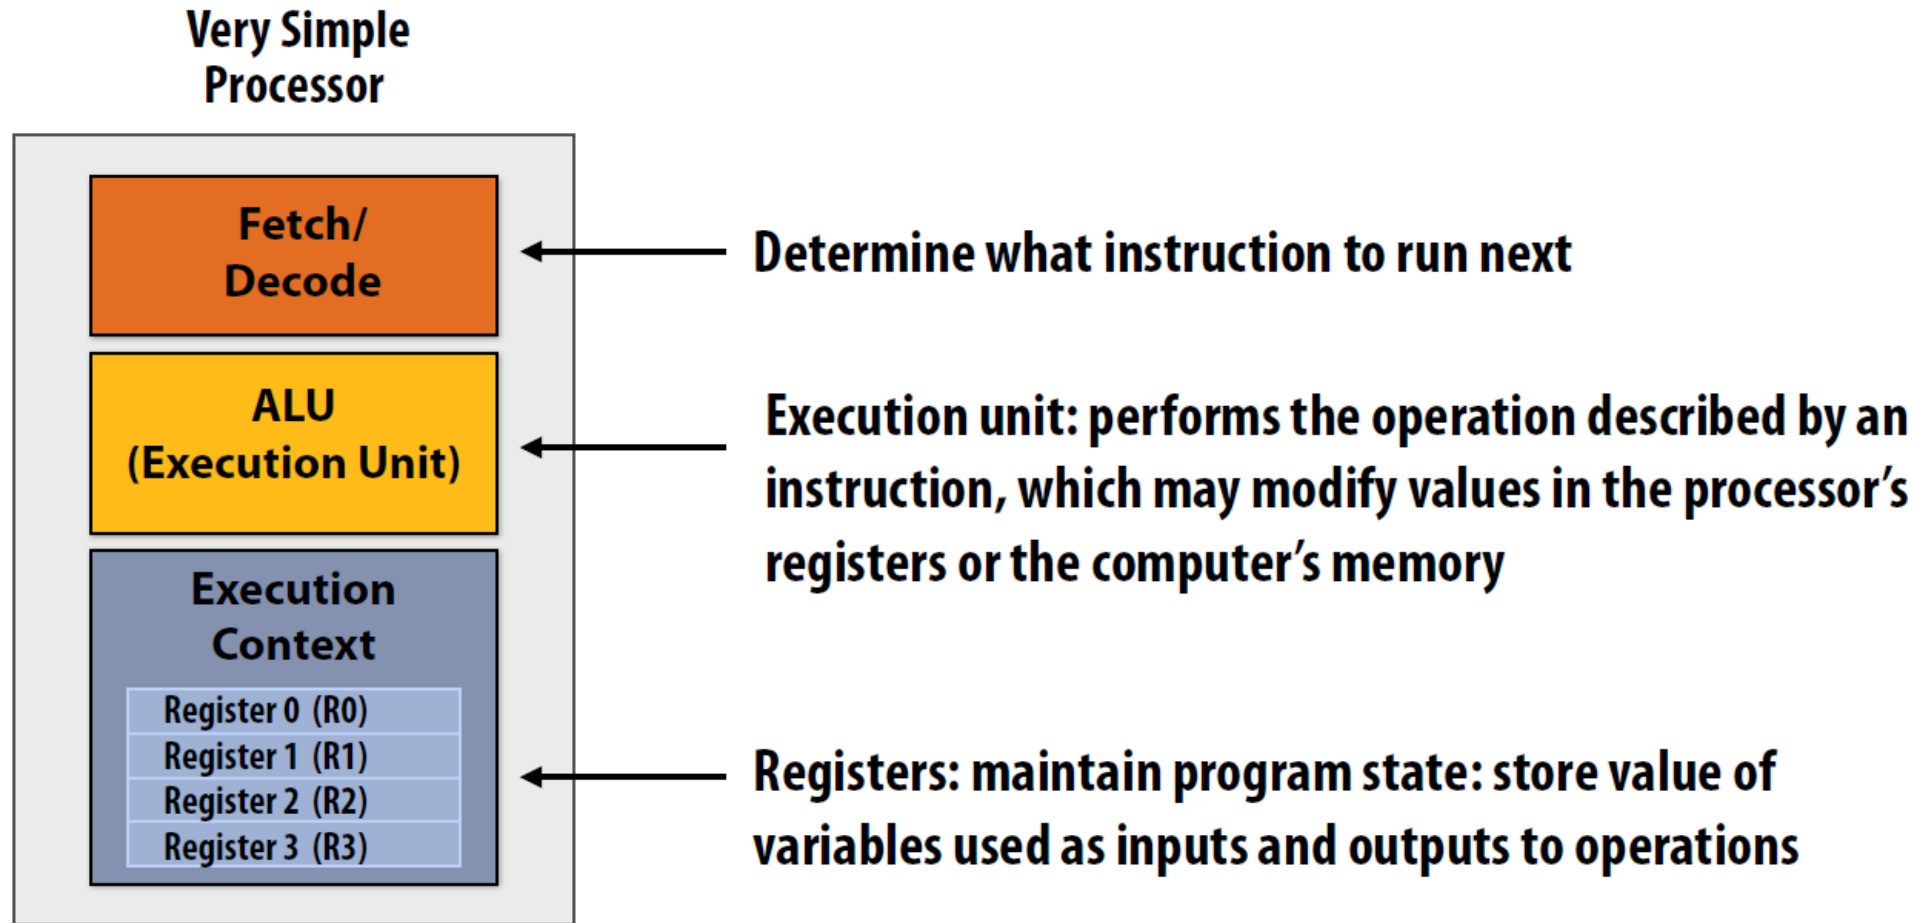 Very Simple
Processor
Fetch/
Decode
Determine what instruction to run next
ALU
(Execution Unit)
Execution unit: performs the operation described by an
instruction, which may modify values in the processor’s
registers or the computer’s memory
Execution
Context
Register 0 (R0)
Register 1 (R1)
Register 2 (R2)
Register 3 (R3)
Registers: maintain program state: store value of
variables used as inputs and outputs to operations